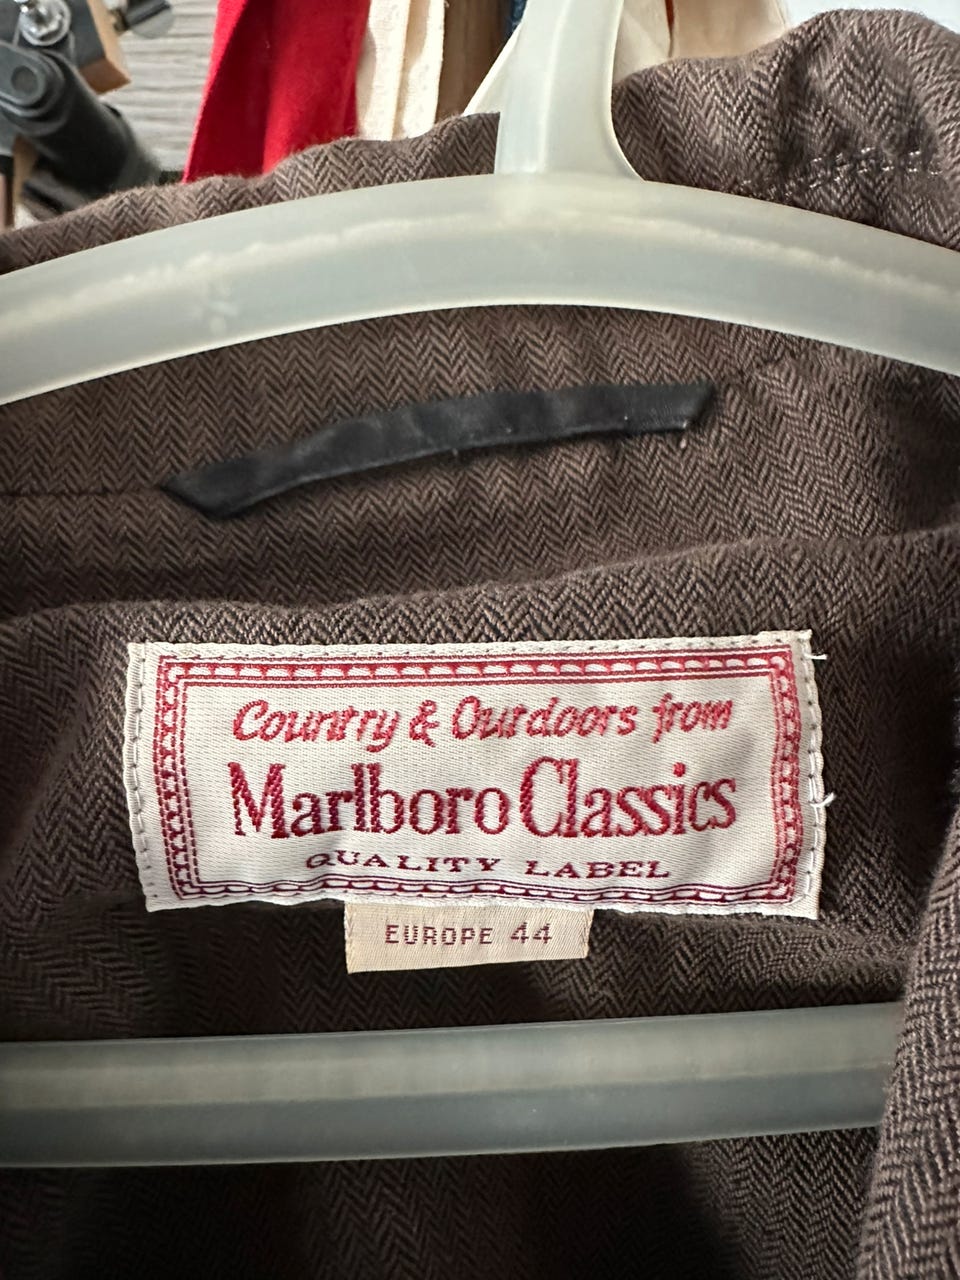 Country & Outdoors from
Marlboro Classics
QUALITY LABEL
EUROPE 44